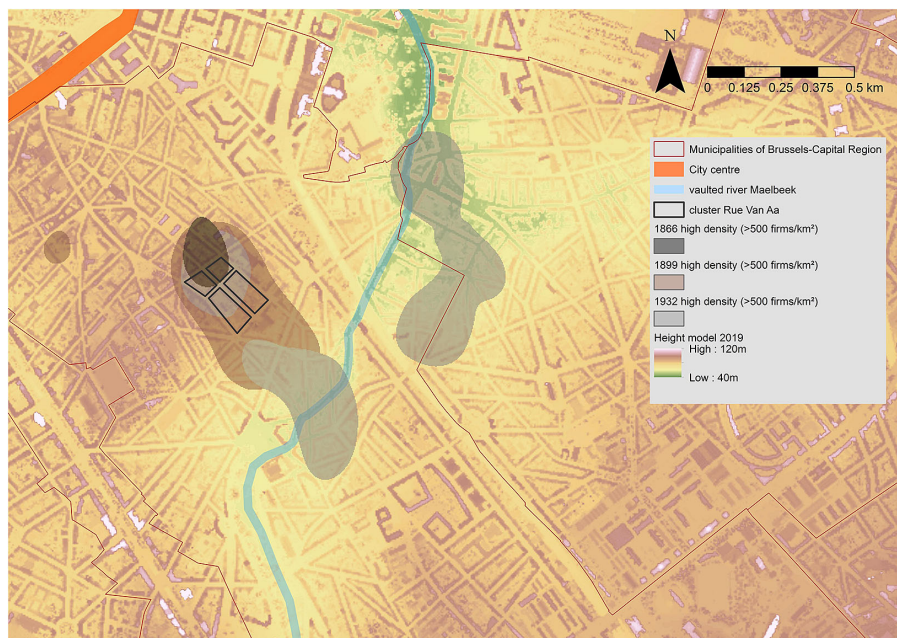 N
0 0.125 0.25 0.375 0.5 km
Municipalities of Brussels-Capital Region
City centre
vaulted river Maelbeek
cluster Rue Van Aa
1866 high density (>500 firms/km²)
1899 high density (>500 firms/km²)
1932 high density (>500 firms/km²)
Height model 2019
High : 120m
Low : 40m